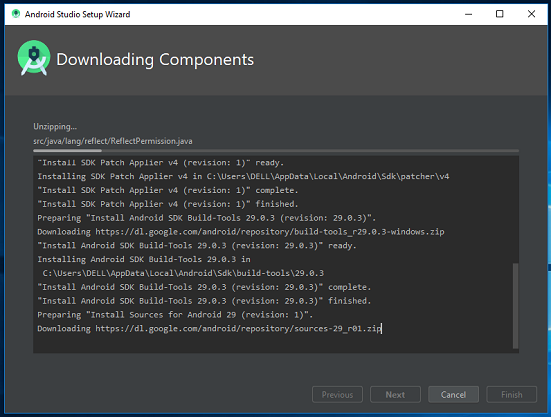 Android Studio Setup Wizard
Downloading Components
Unzipping...
src/java/lang/reflect/ReflectPermission.java
"Install SDK Patch Applier v4 (revision: 1)" ready.
Installing SDK Patch Applier v4 in C:\Users\DELL\AppData\Local\Android\Sdk\patcher\v4
"Install SDK Patch Applier v4 (revision: 1)" complete.
"Install SDK Patch Applier v4 (revision: 1)" finished.
Preparing "Install Android SDK Build-Tools 29.0.3 (revision: 29.0.3)".
Downloading https://dl.google.com/android/repository/build-tools_r29.0.3-windows.zip
"Install Android SDK Build-Tools 29.0.3 (revision: 29.0.3)" ready.
Installing Android SDK Build-Tools 29.0.3 in
C:\Users\DELL\AppData\Local\Android\Sdk\build-tools\29.0.3
"Install Android SDK Build-Tools 29.0.3 (revision: 29.0.3)" complete.
"Install Android SDK Build-Tools 29.0.3 (revision: 29.0.3)" finished.
Preparing "Install Sources for Android 29 (revision: 1)".
Downloading https://dl.google.com/android/repository/sources-29_r01.zip
Previous Next Cancel Finish